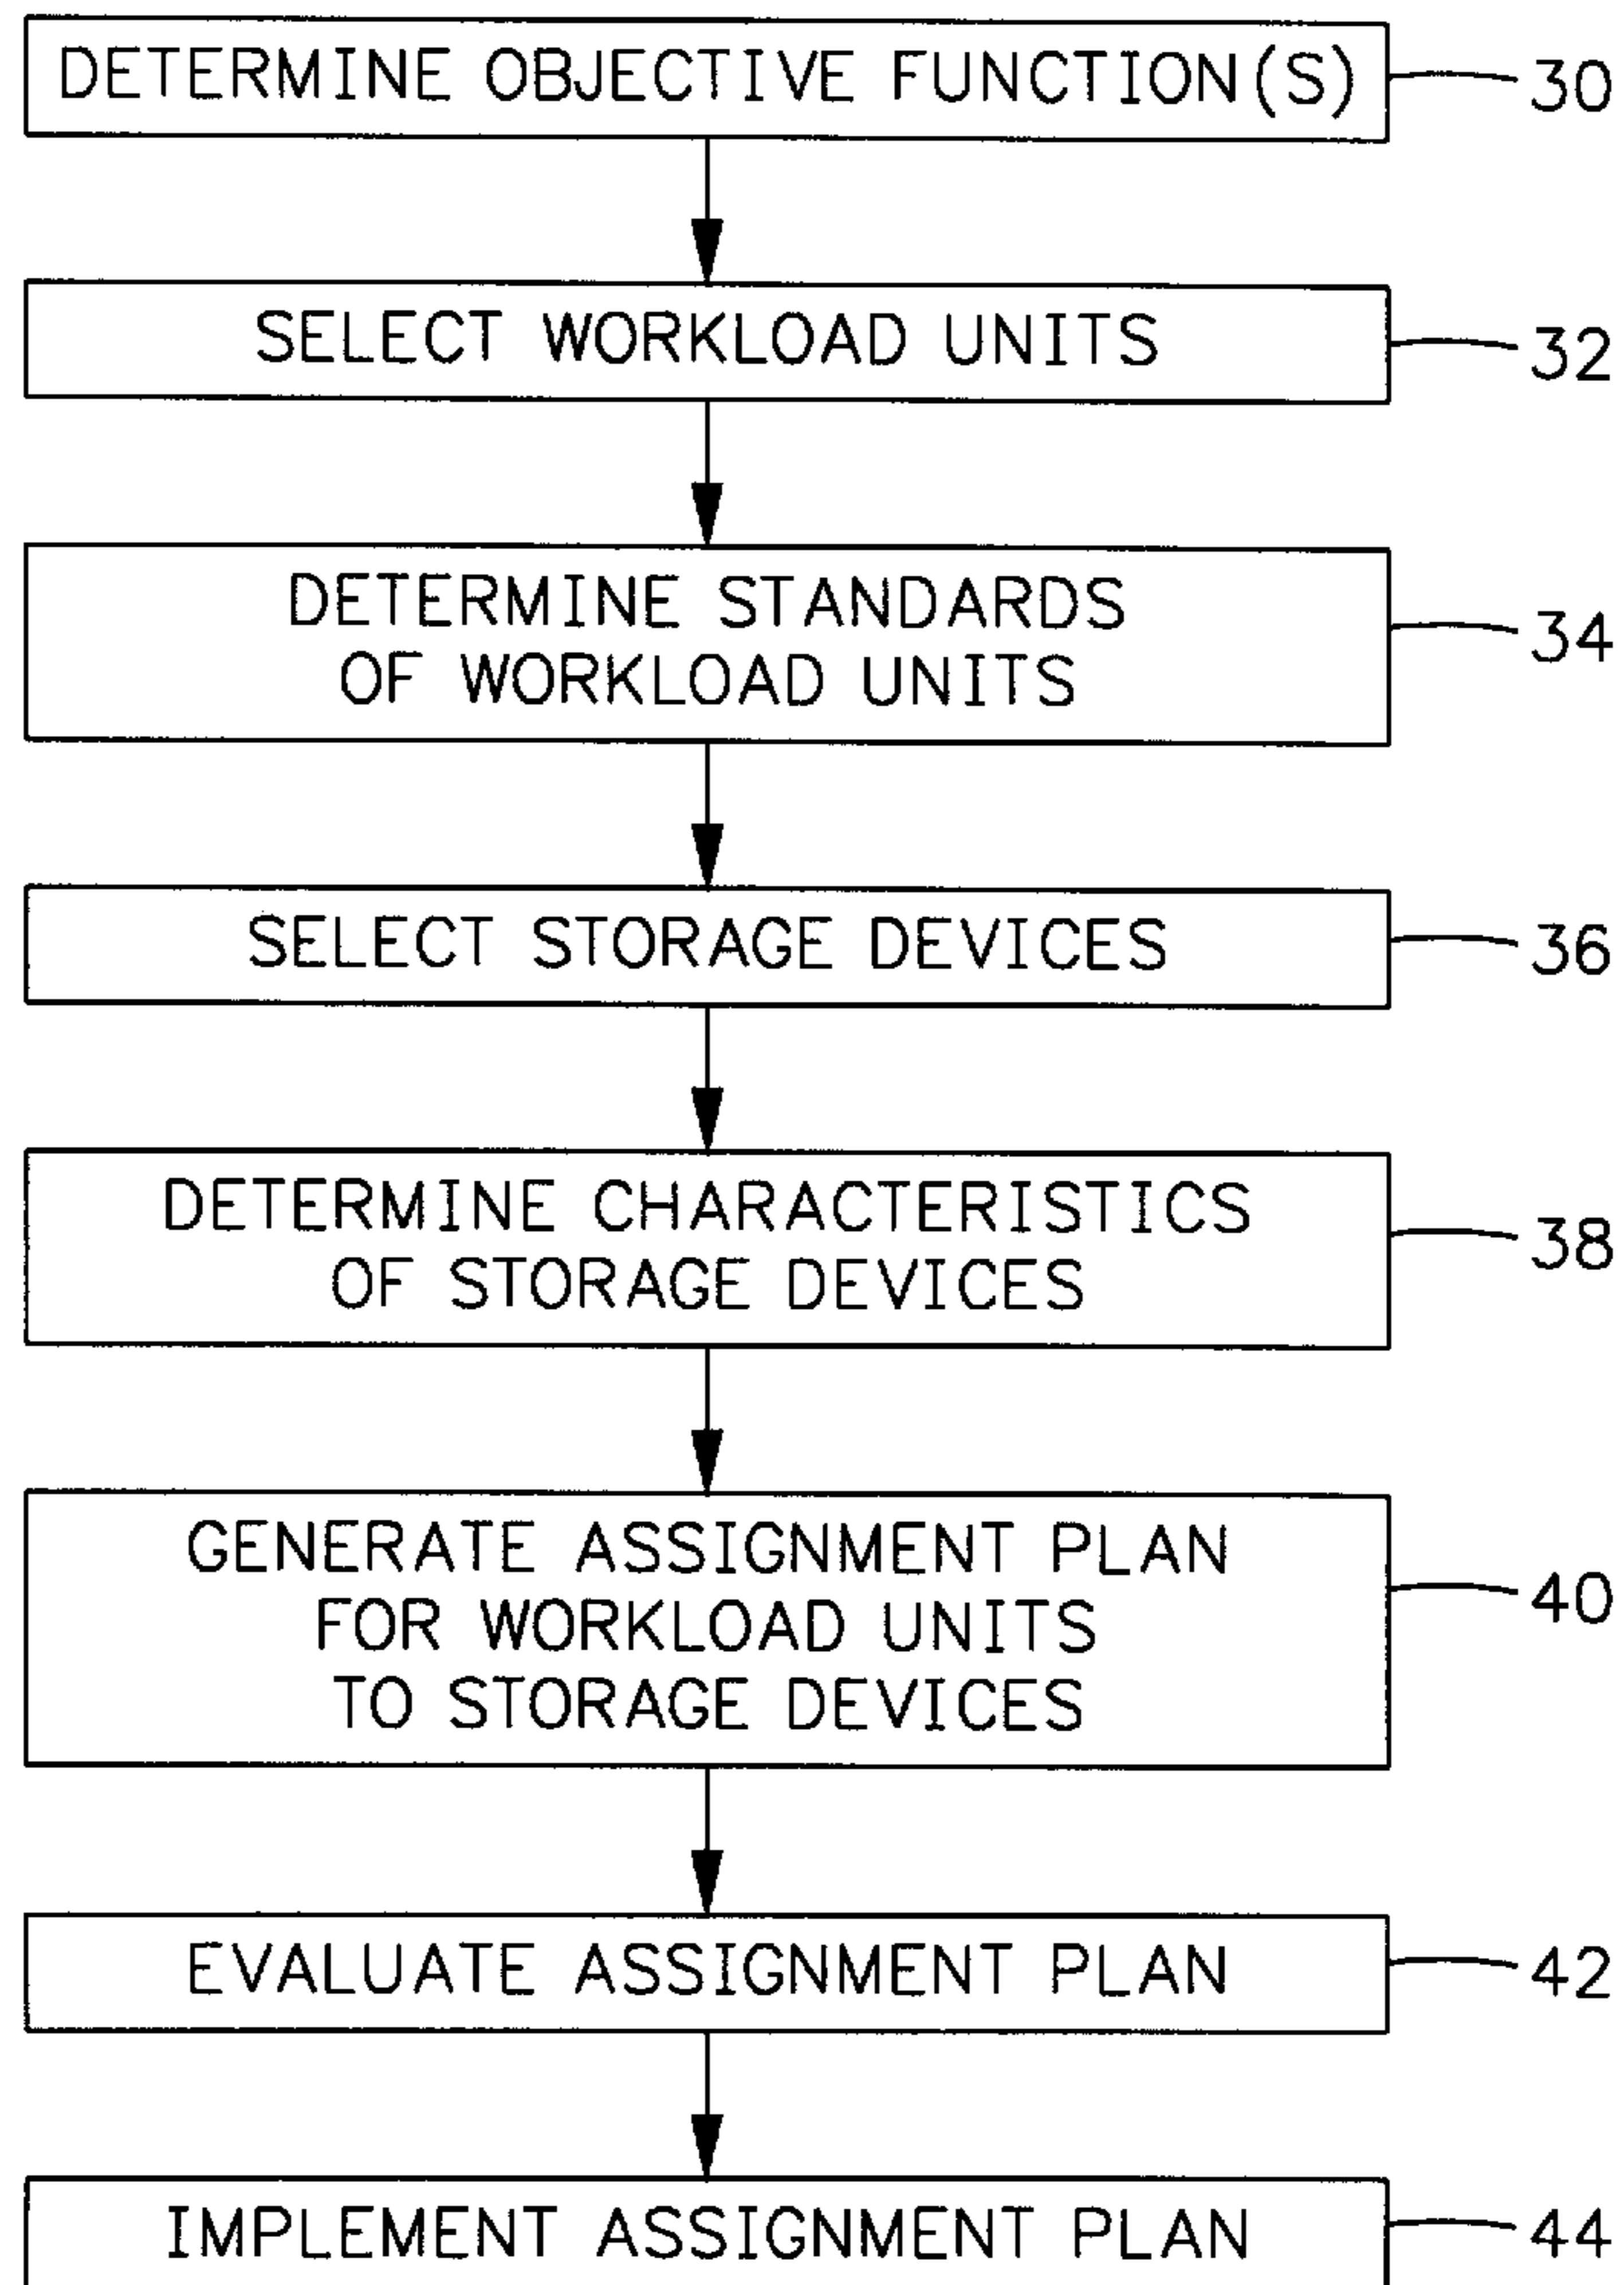 DETERMINE OBJECTIVE FUNCTION(S)
30
SELECT WORKLOAD UNITS
32
DETERMINE STANDARDS
OF WORKLOAD UNITS
34
SELECT STORAGE DEVICES
36
DETERMINE CHARACTERISTICS
OF STORAGE DEVICES
38
GENERATE ASSIGNMENT PLAN
FOR WORKLOAD UNITS
TO STORAGE DEVICES
40
EVALUATE ASSIGNMENT PLAN
42
IMPLEMENT ASSIGNMENT PLAN
44